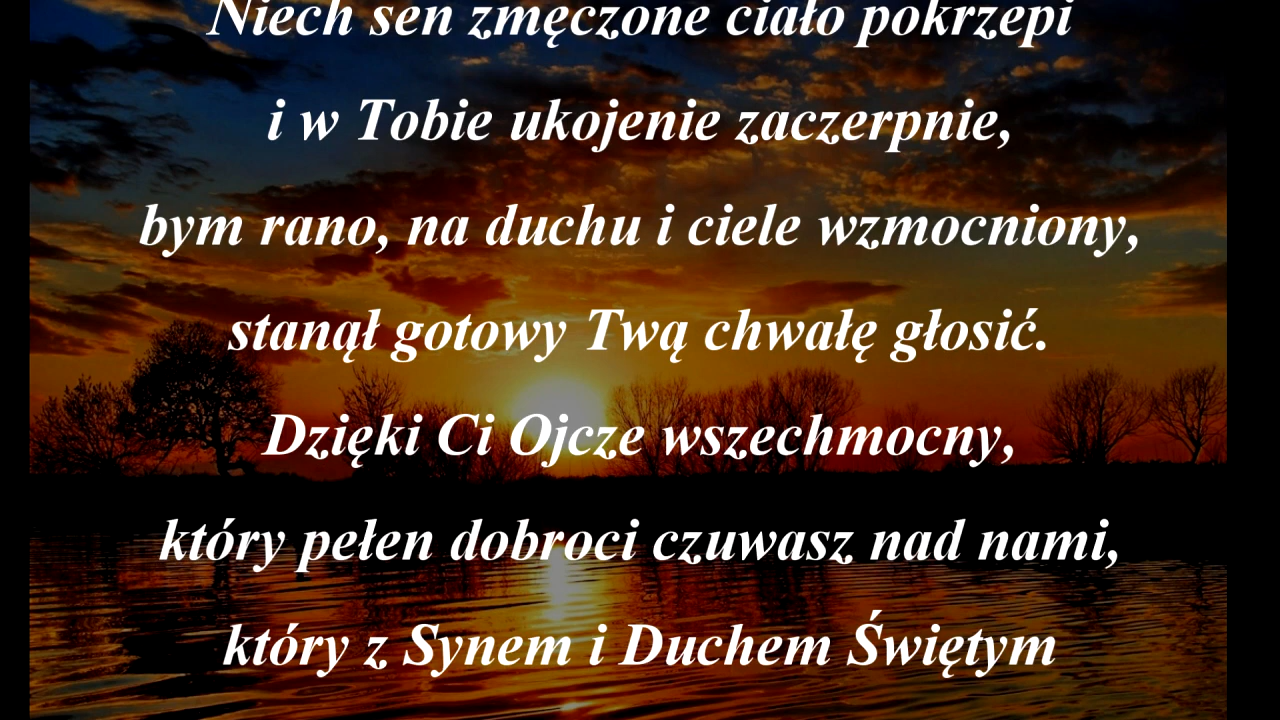 Niech sen zmęczone ciało pokrzepi
i w Tobie ukojenie zaczerpnie,
bym rano, na duchu i ciele wzmocniony,
stanął gotowy Twą chwałę głosić.
Dzięki Ci Ojcze wszechmocny,
który pełen dobroci czuwasz nad nami,
który z Synem i Duchem Świętym